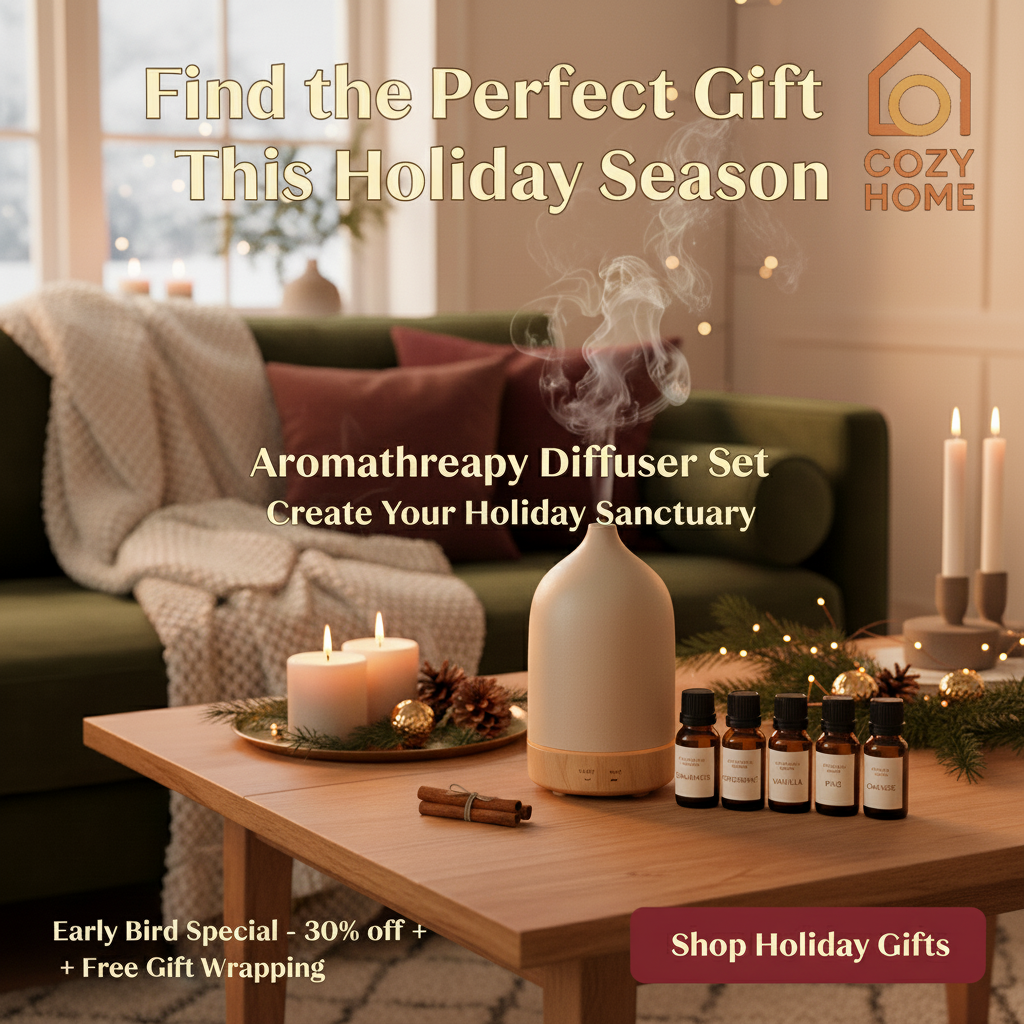 Find the Perfect Gift
This Holiday Season
COZY
HOME
Aromathreapy Diffuser Set
Create Your Holiday Sanctuary
VANILLA
Early Bird Special - 30% off +
+ Free Gift Wrapping
Shop Holiday Gifts